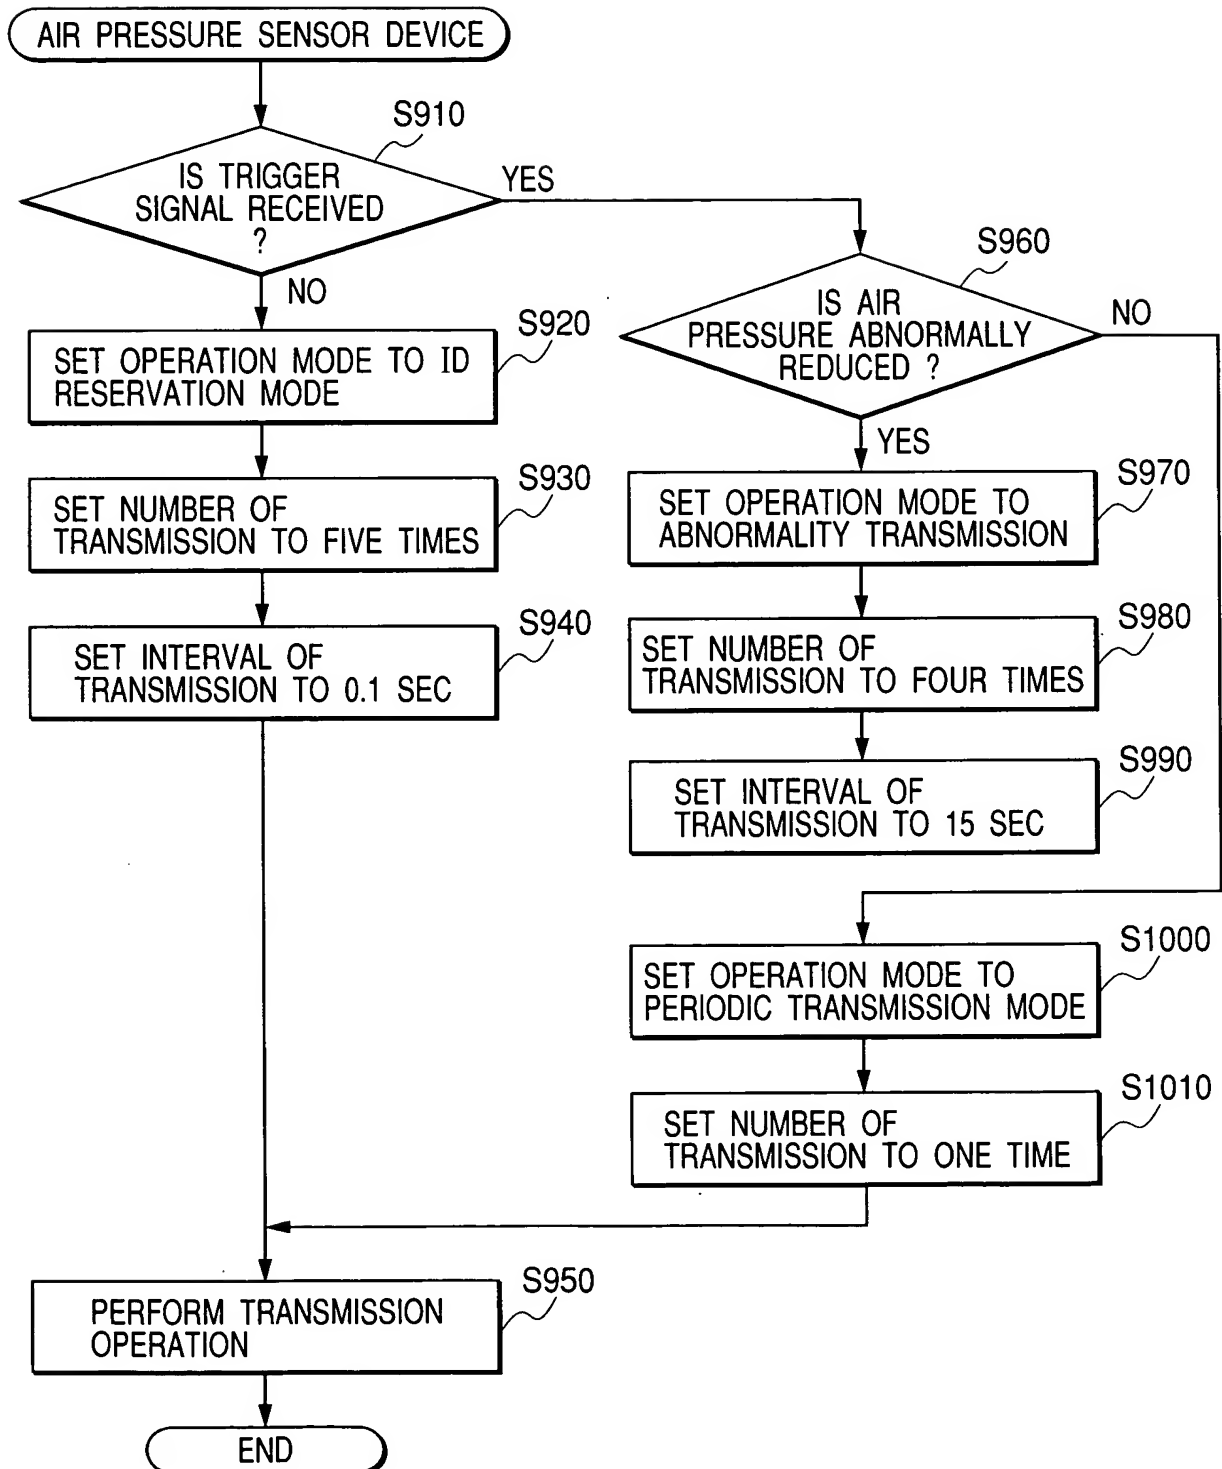 AIR PRESSURE SENSOR DEVICE
S910
IS TRIGGER
SIGNAL RECEIVED
?
YES
NO
S920
SET OPERATION MODE TO ID
RESERVATION MODE
S930
SET NUMBER OF
TRANSMISSION TO FIVE TIMES
S940
SET INTERVAL OF
TRANSMISSION TO 0.1 SEC
S960
IS AIR
PRESSURE ABNORMALLY
REDUCED ?
NO
YES
S970
SET OPERATION MODE TO
ABNORMALITY TRANSMISSION
S980
SET NUMBER OF
TRANSMISSION TO FOUR TIMES
S990
SET INTERVAL OF
TRANSMISSION TO 15 SEC
S1000
SET OPERATION MODE TO
PERIODIC TRANSMISSION MODE
S1010
SET NUMBER OF
TRANSMISSION TO ONE TIME
S950
PERFORM TRANSMISSION
OPERATION
END